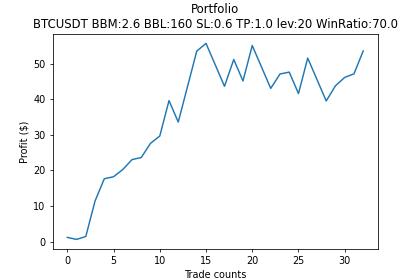 Portfolio
BTCUSDT BBM:2.6 BBL:160 SL:0.6 TP:1.0 lev:20 WinRatio:70.0
50
40
30
20
10
0
Profit ($)
0 5 10 15 20 25 30
Trade counts